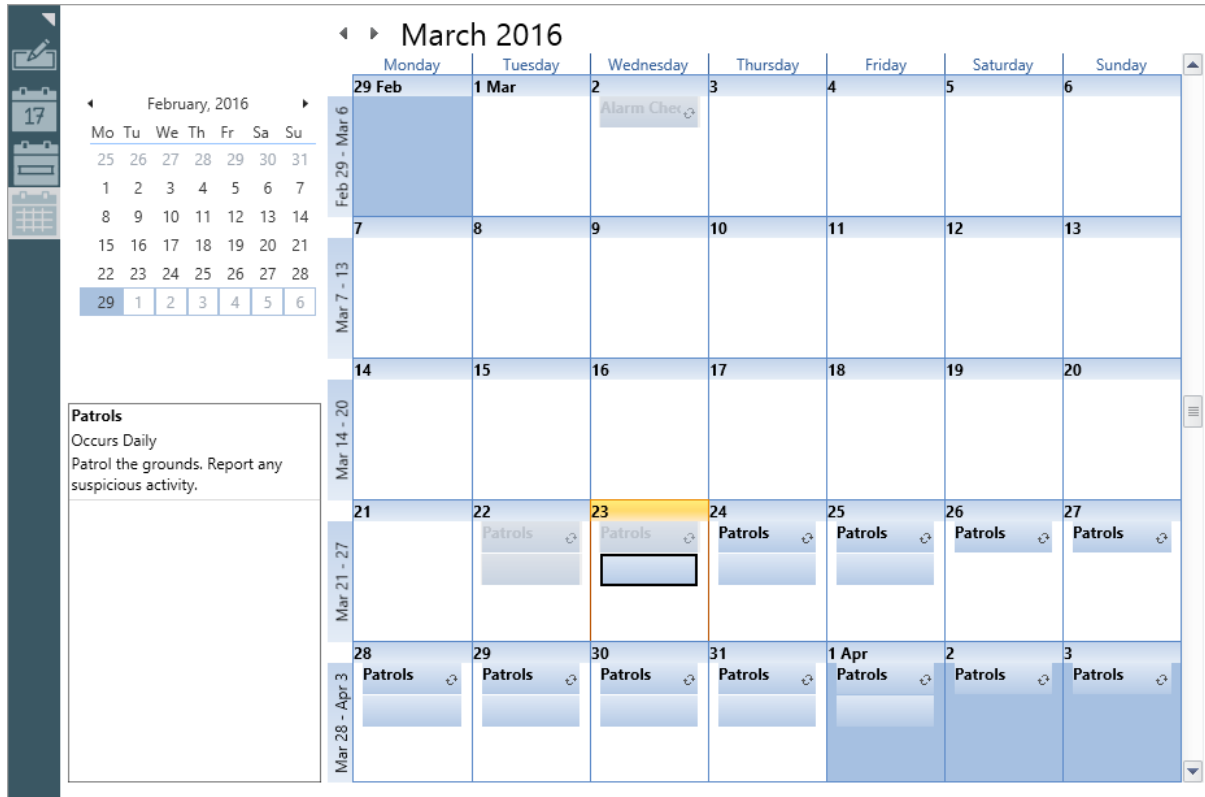 March 2016
Monday Tuesday Wednesday Thursday Friday Saturday Sunday
17
February, 2016
Mo Tu We Th Fr Sa Su
25 26 27 28 29 30 31
1 2 3 4 5 6 7
8 9 10 11 12 13 14
15 16 17 18 19 20 21
22 23 24 25 26 27 28
29 1 2 3 4 5 6
Patrols
Occurs Daily
Patrol the grounds. Report any
suspicious activity.
Feb 29 - Mar 6
29 Feb 1 Mar 2 3 4 5 6
Alarm Chec
Mar 7 - 13
7 8 9 10 11 12 13
Mar 14 - 20
14 15 16 17 18 19 20
Mar 21 - 27
21 22 23 24 25 26 27
Patrols Patrols Patrols Patrols Patrols Patrols
Mar 28 - Apr 3
28 29 30 31 1 Apr 2 3
Patrols Patrols Patrols Patrols Patrols Patrols Patrols